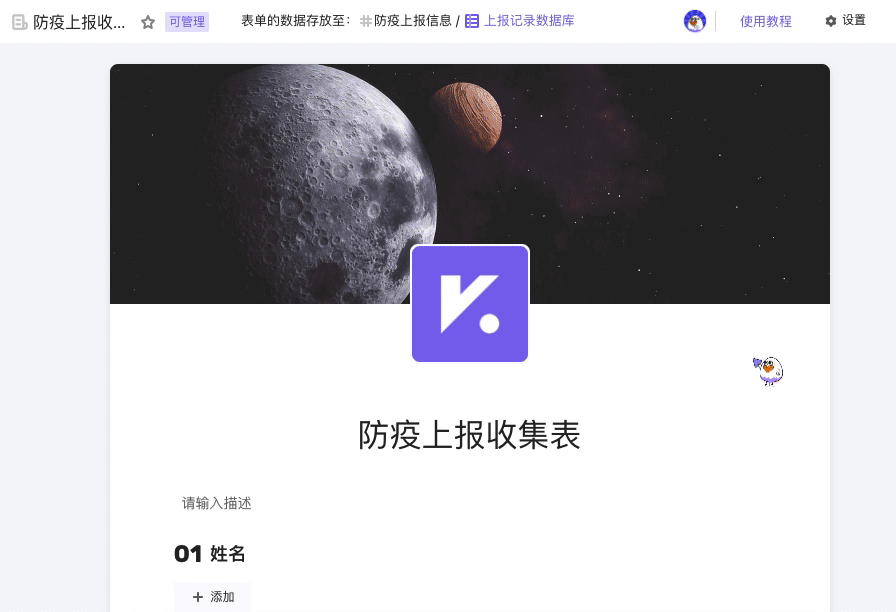 防疫上报收... 可管理 表单的数据存放至： 防疫上报信息 / 上报记录数据库 使用教程 设置
防疫上报收集表
请输入描述
01 姓名
+ 添加